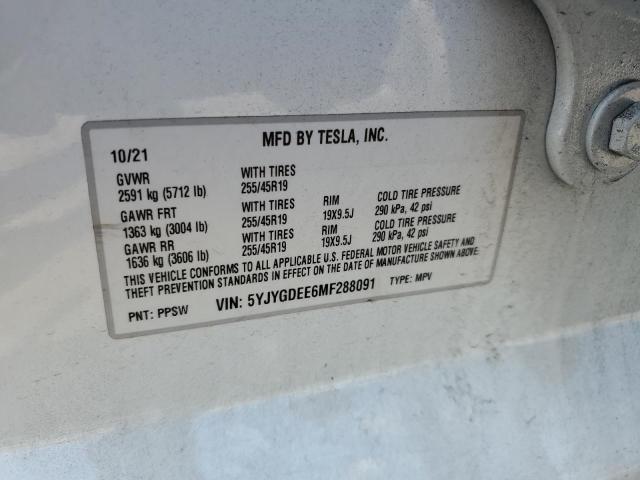 MFD BY TESLA, INC.
10/21
GVWR WITH TIRES
2591 kg (5712 lb) 255/45R19
GAWR FRT WITH TIRES RIM COLD TIRE PRESSURE
1363 kg (3004 lb) 255/45R19 19X9.5J 290 kPa, 42 psi
GAWR RR WITH TIRES RIM COLD TIRE PRESSURE
1636 kg (3606 lb) 255/45R19 19X9.5J 290 kPa, 42 psi
THIS VEHICLE CONFORMS TO ALL APPLICABLE U.S. FEDERAL MOTOR VEHICLE SAFETY AND
THEFT PREVENTION STANDARDS IN EFFECT ON THE DATE OF MANUFACTURE SHOWN ABOVE.
PNT: PPSW VIN: 5YJYGDEE6MF288091 TYPE: MPV